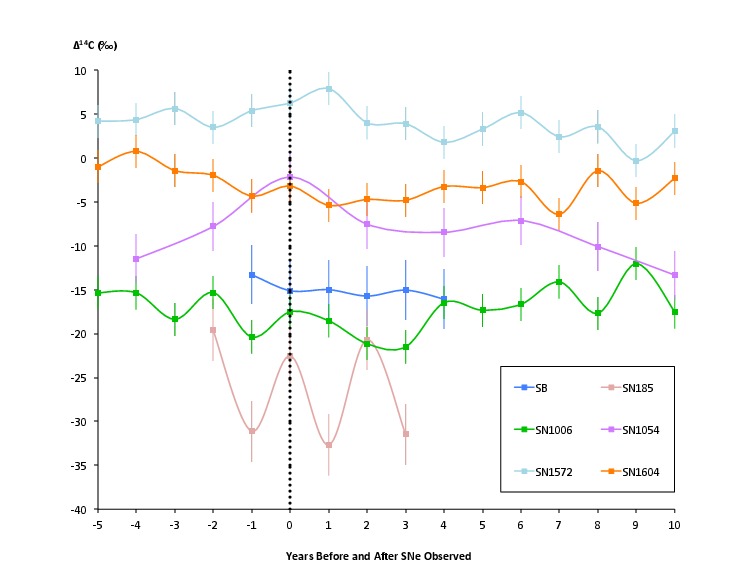 Δ¹⁴C (‰)
10
5
0
-5
-10
-15
-20
-25
-30
-35
-40
SB SN185
SN1006 SN1054
SN1572 SN1604
-5 -4 -3 -2 -1 0 1 2 3 4 5 6 7 8 9 10
Years Before and After SNe Observed